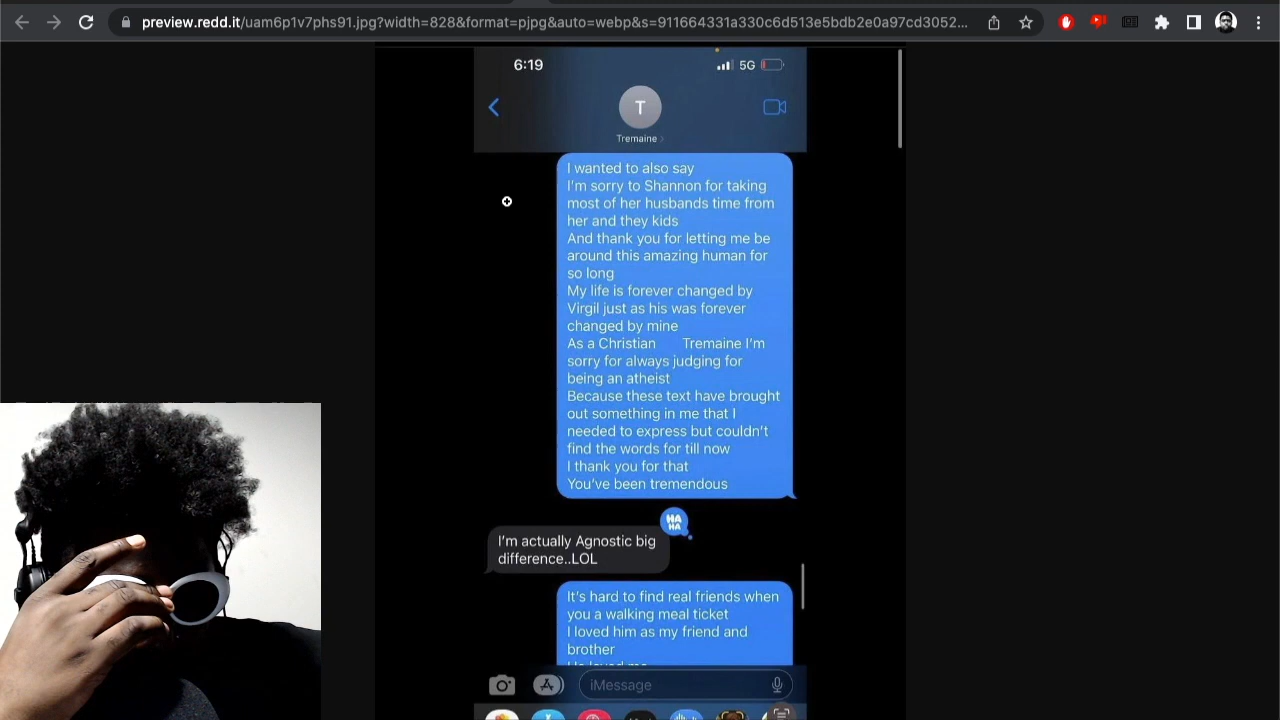 preview.redd.it/uam6p1v7phs91.jpg?width=828&format=pjpg&auto=webp&s=911664331a330c6d513e5bdb2e0a97cd3052...
6:19
5G
T
Tremaine
I wanted to also say
I'm sorry to Shannon for taking
most of her husbands time from
her and they kids
And thank you for letting me be
around this amazing human for
so long
My life is forever changed by
Virgil just as his was forever
changed by mine
As a Christian Tremaine I'm
sorry for always judging for
being an atheist
Because these text have brought
out something in me that I
needed to express but couldn't
find the words for till now
I thank you for that
You've been tremendous
HA
HA
I'm actually Agnostic big
difference..LOL
It's hard to find real friends when
you a walking meal ticket
I loved him as my friend and
brother
He loved me
iMessage